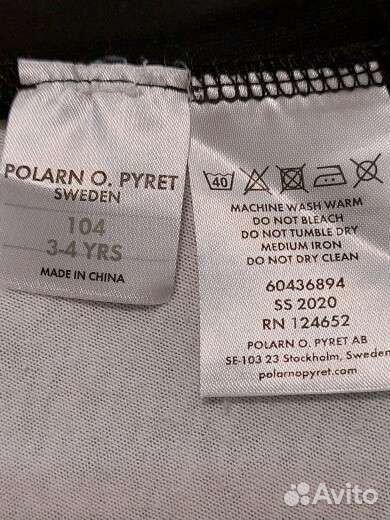 POLARN O. PYRET
SWEDEN
104
3-4 YRS
MADE IN CHINA
40
MACHINE WASH WARM
DO NOT BLEACH
DO NOT TUMBLE DRY
MEDIUM IRON
DO NOT DRY CLEAN
60436894
SS 2020
RN 124652
POLARN O. PYRET AB
SE-103 23 Stockholm, Sweden
polarnopyret.com
Avito